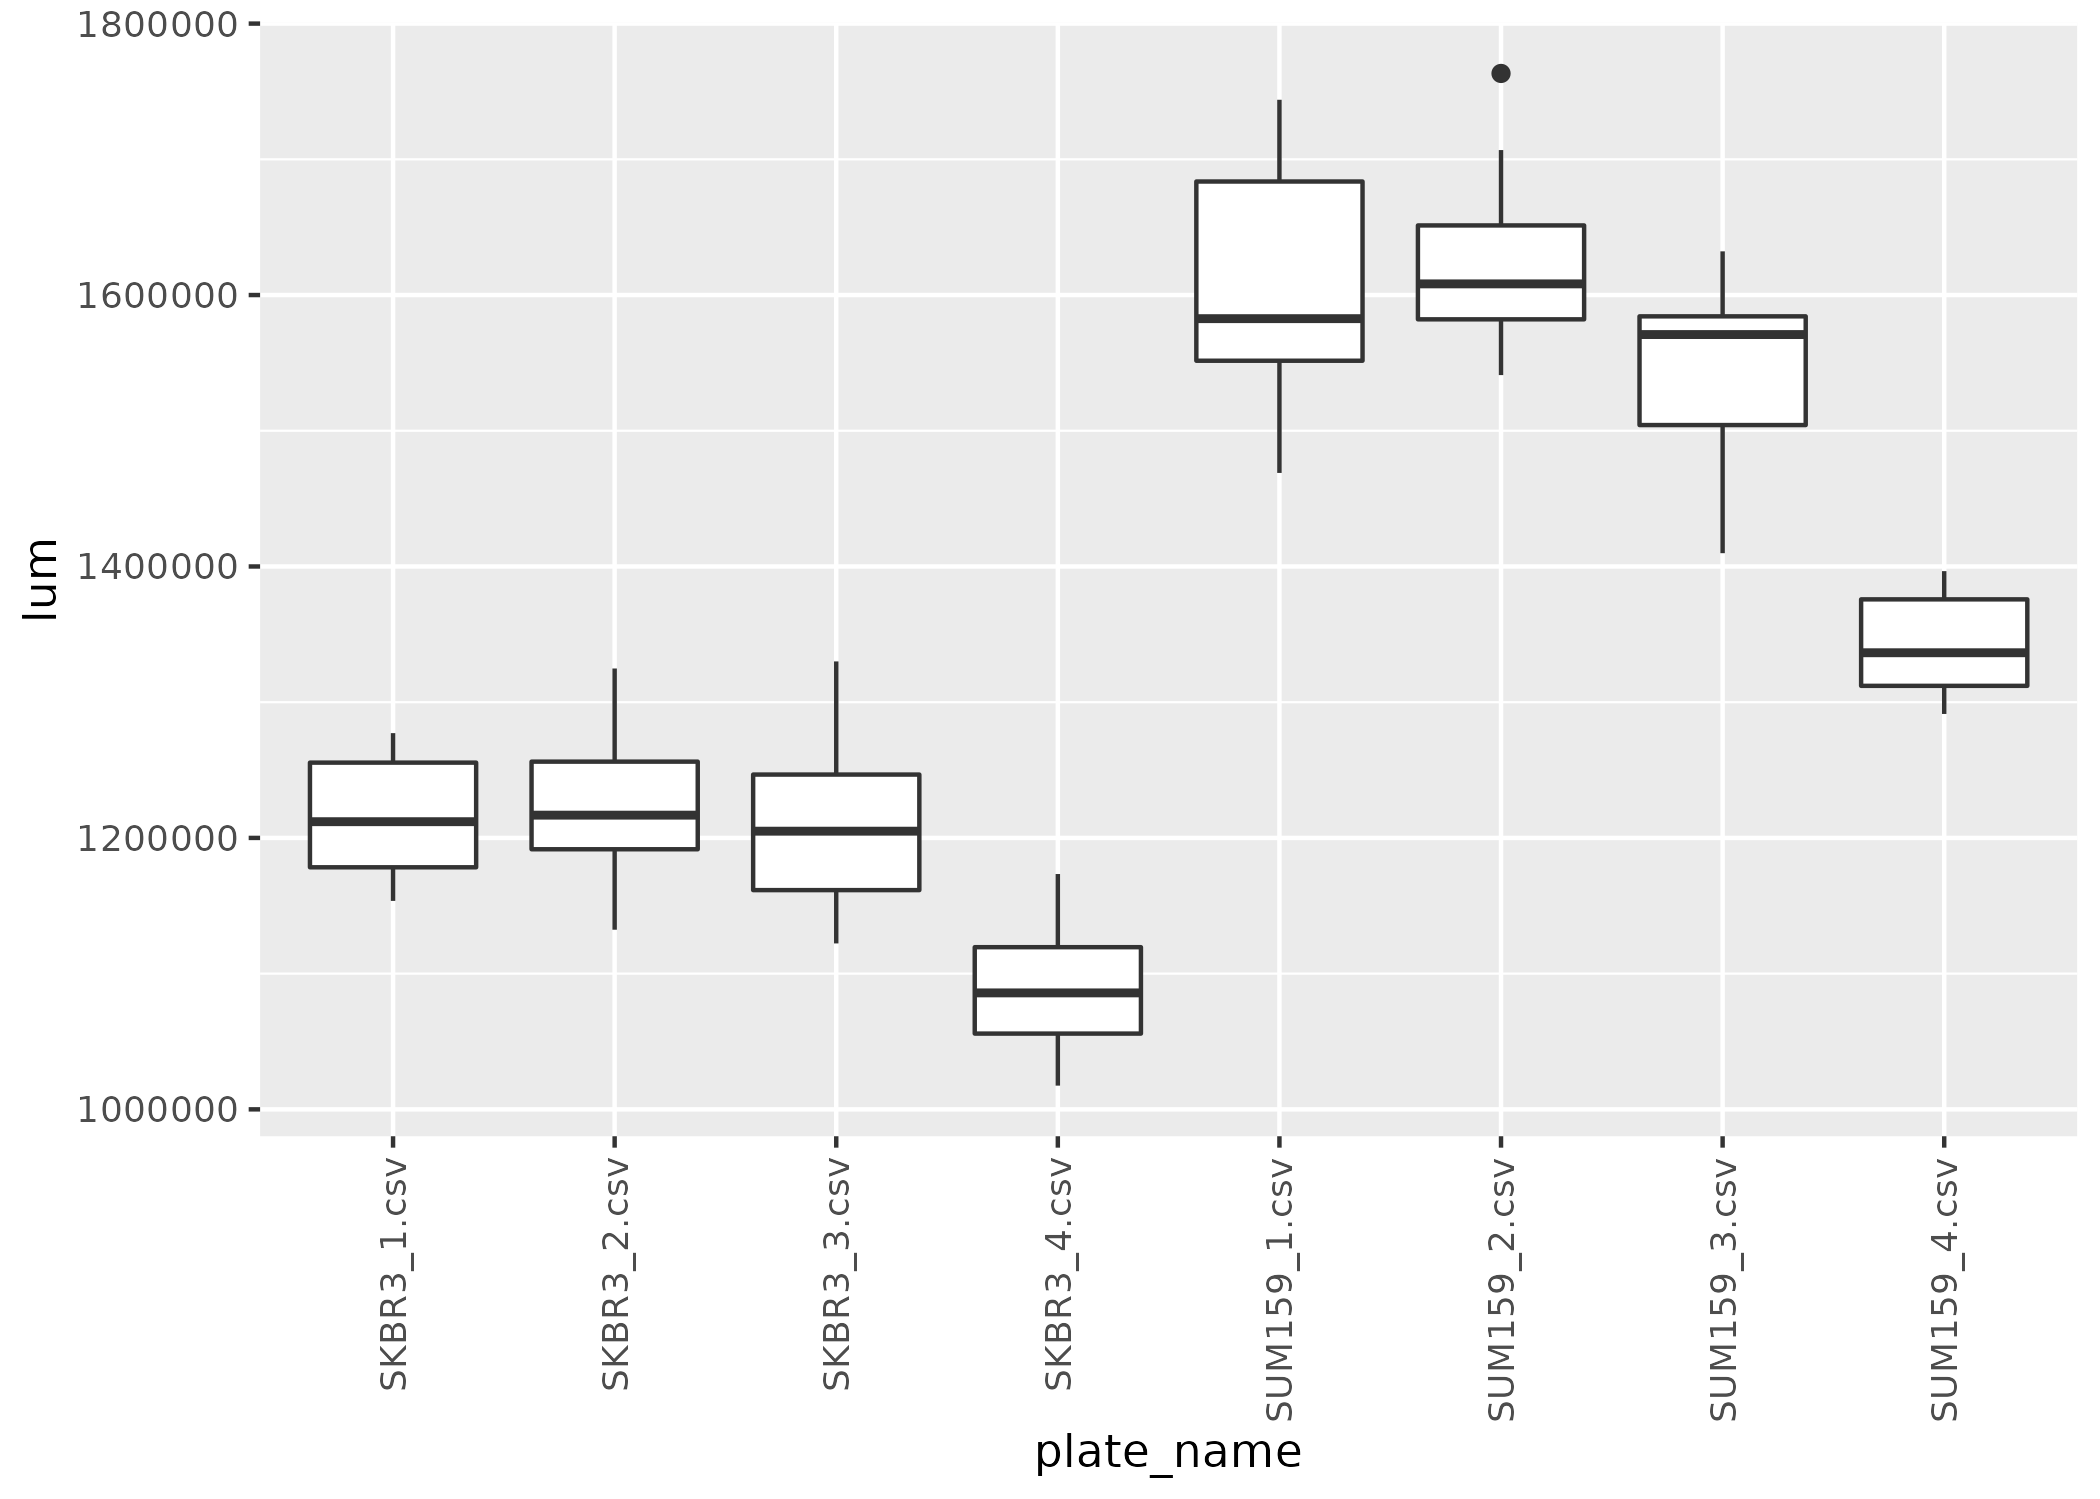 1800000
1600000
1400000
1200000
1000000
lum
SKBR3_1.csv
SKBR3_2.csv
SKBR3_3.csv
SKBR3_4.csv
SUM159_1.csv
SUM159_2.csv
SUM159_3.csv
SUM159_4.csv
plate_name